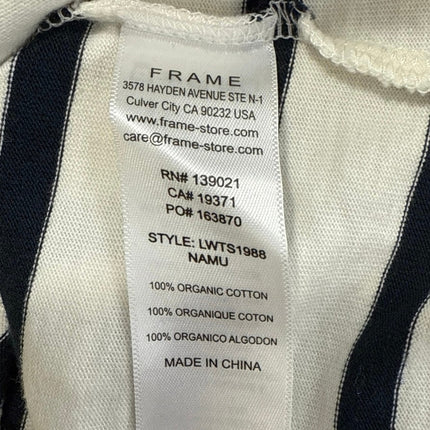 FRAME
3578 HAYDEN AVENUE STE N-1
Culver City CA 90232 USA
www.frame-store.com
care@frame-store.com
RN# 139021
CA# 19371
PO# 163870
STYLE: LWTS1988
NAMU
100% ORGANIC COTTON
100% ORGANIQUE COTON
100% ORGANICO ALGODON
MADE IN CHINA